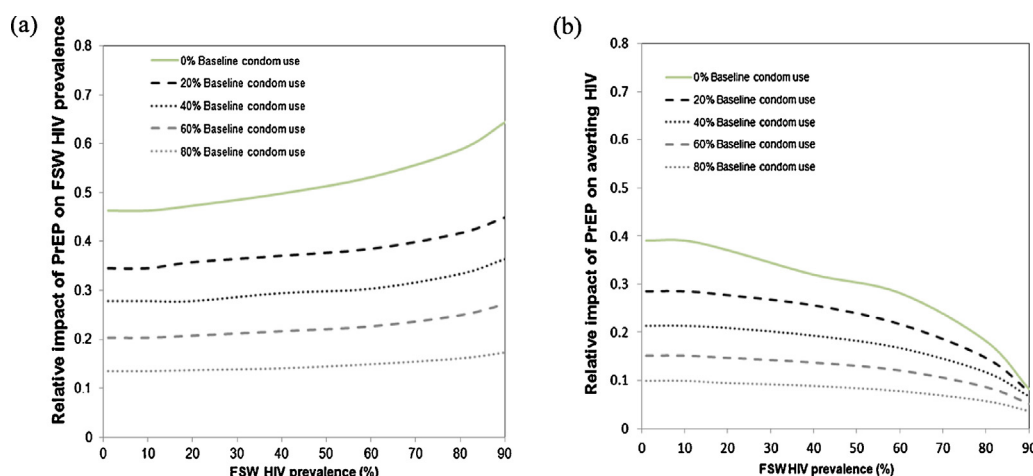 (a)
Relative impact of PrEP on FSW HIV prevalence
0.8
0.7
0.6
0.5
0.4
0.3
0.2
0.1
0
0% Baseline condom use
20% Baseline condom use
40% Baseline condom use
60% Baseline condom use
80% Baseline condom use
0 10 20 30 40 50 60 70 80 90
FSW HIV prevalence (%)
(b)
Relative impact of PrEP on averting HIV
0.8
0.7
0.6
0.5
0.4
0.3
0.2
0.1
0
0% Baseline condom use
20% Baseline condom use
40% Baseline condom use
60% Baseline condom use
80% Baseline condom use
0 10 20 30 40 50 60 70 80 90
FSW HIV prevalence (%)